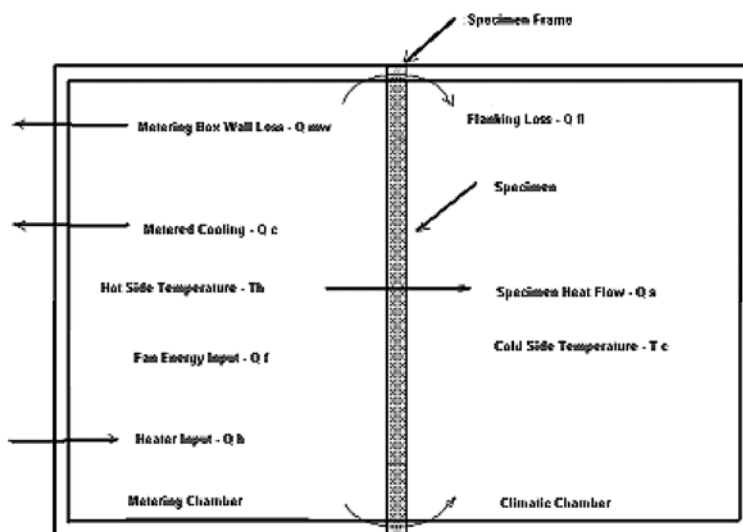 Specimen Frame
Metering Box Wall Loss - Q mw
Flanking Loss - Q fl
Specimen
Metered Cooling - Q c
Hot Side Temperature - Th
Specimen Heat Flow - Q s
Fan Energy Input - Q f
Cold Side Temperature - T c
Heater Input - Q h
Metering Chamber
Climatic Chamber